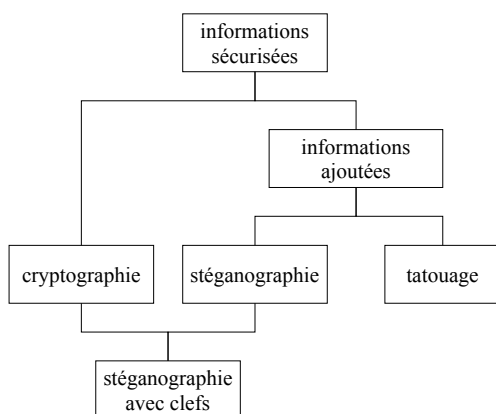 informations
sécurisées
informations
ajoutées
cryptographie
stéganographie
tatouage
stéganographie
avec clefs